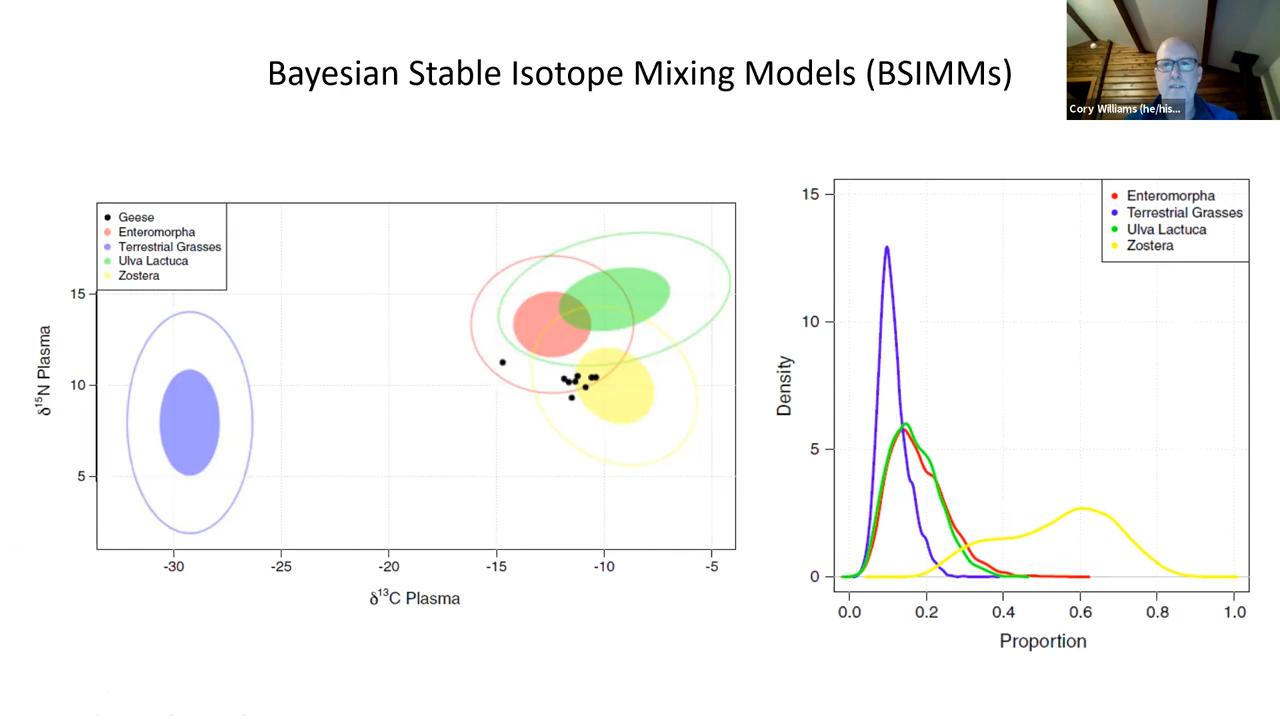 Bayesian Stable Isotope Mixing Models (BSIMMs)
Cory Williams (he/his...
Geese
Enteromorpha
Terrestrial Grasses
Ulva Lactuca
Zostera
15
10
5
δ15N Plasma
-30
-25
-20
-15
-10
-5
δ13C Plasma
Enteromorpha
Terrestrial Grasses
Ulva Lactuca
Zostera
15
10
5
0
Density
0.0
0.2
0.4
0.6
0.8
1.0
Proportion